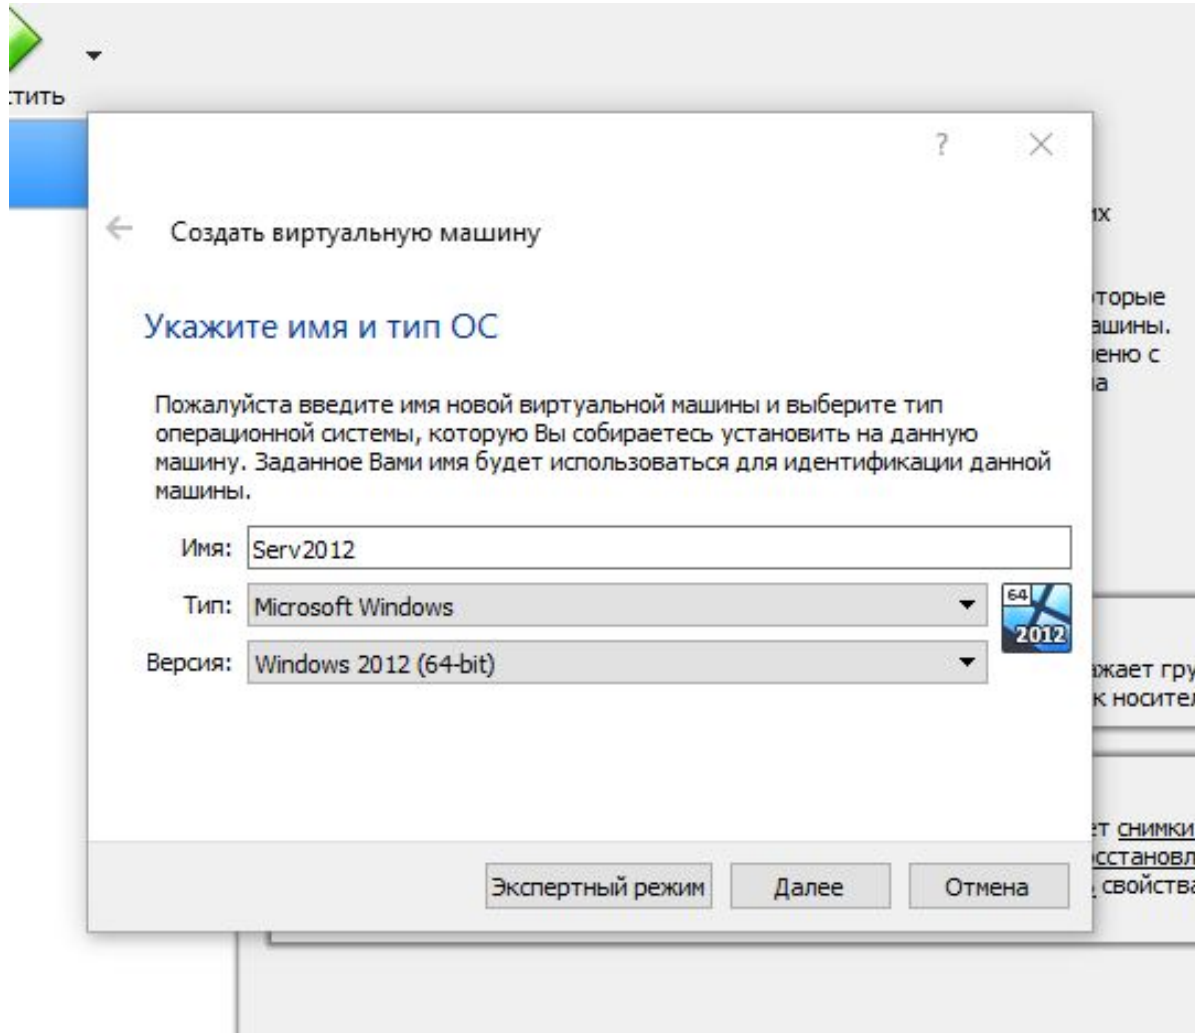 ?
Создать виртуальную машину
Укажите имя и тип ОС
Пожалуйста введите имя новой виртуальной машины и выберите тип
операционной системы, которую Вы собираетесь установить на данную
машину. Заданное Вами имя будет использоваться для идентификации данной
машины.
Имя: Serv2012
Тип: Microsoft Windows
64
2012
Версия: Windows 2012 (64-bit)
Экспертный режим Далее Отмена
снимки
свойства